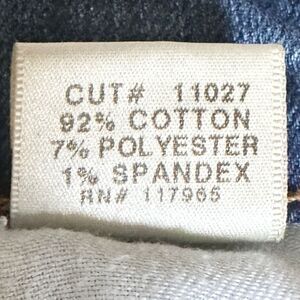 CUT# 11027
92% COTTON
7% POLYESTER
1% SPANDEX
RN# 117965